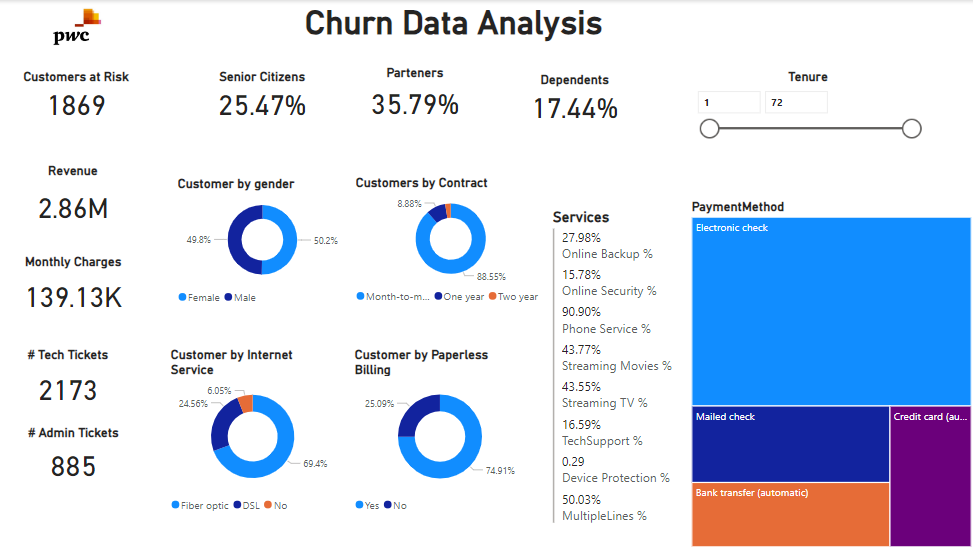 pwc
Churn Data Analysis
Customers at Risk
1869
Senior Citizens
25.47%
Parteners
35.79%
Dependents
17.44%
Tenure
1
72
Revenue
2.86M
Monthly Charges
139.13K
# Tech Tickets
2173
# Admin Tickets
885
Customer by gender
49.8%
50.2%
Female
Male
Customers by Contract
8.88%
88.55%
Month-to-m...
One year
Two year
Customer by Internet
Service
6.05%
24.56%
69.4%
Fiber optic
DSL
No
Customer by Paperless
Billing
25.09%
74.91%
Yes
No
Services
27.98%
Online Backup %
15.78%
Online Security %
90.90%
Phone Service %
43.77%
Streaming Movies %
43.55%
Streaming TV %
16.59%
TechSupport %
0.29
Device Protection %
50.03%
MultipleLines %
PaymentMethod
Electronic check
Mailed check
Credit card (au...
Bank transfer (automatic)